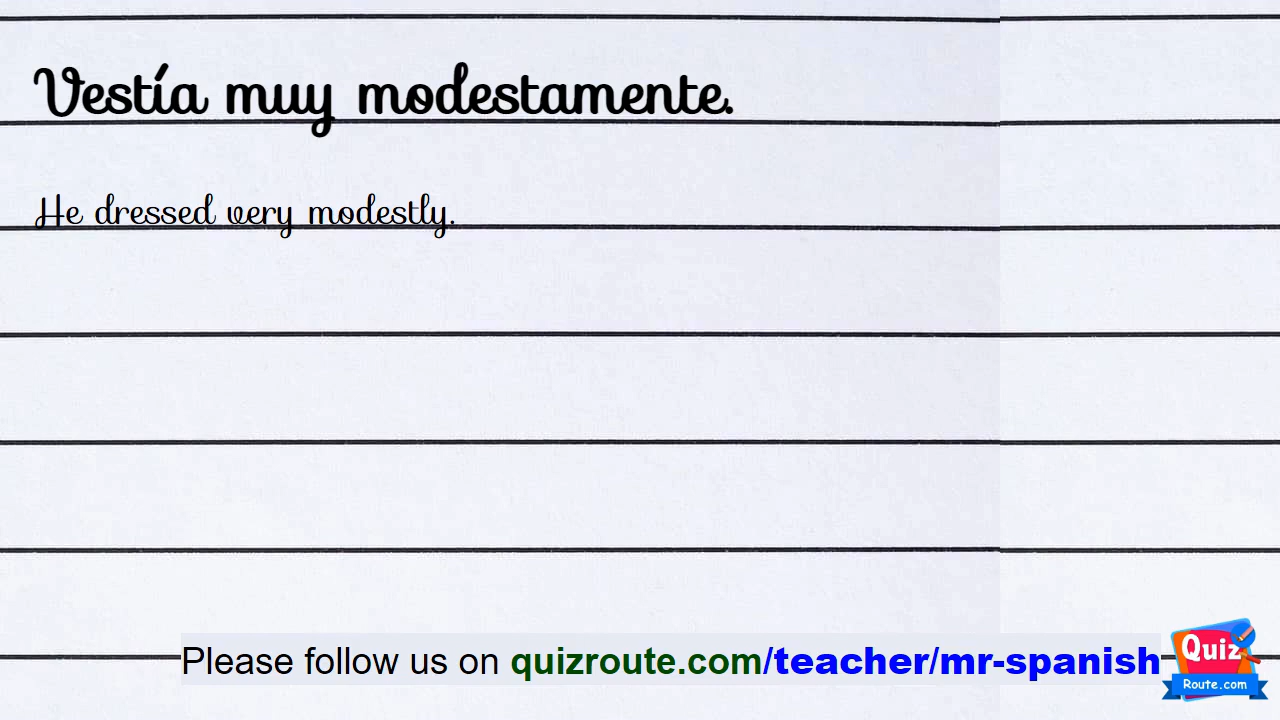 Vestía muy modestamente.
He dressed very modestly.
Please follow us on quizroute.com/teacher/mr-spanish
Quiz
Route.com